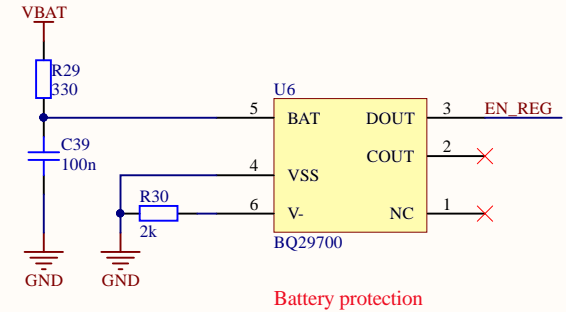 VBAT
R29
330
C39
100n
GND
GND
R30
2k
U6
5 BAT DOUT 3 EN_REG
COUT 2
4 VSS
6 V- NC 1
BQ29700
Battery protection